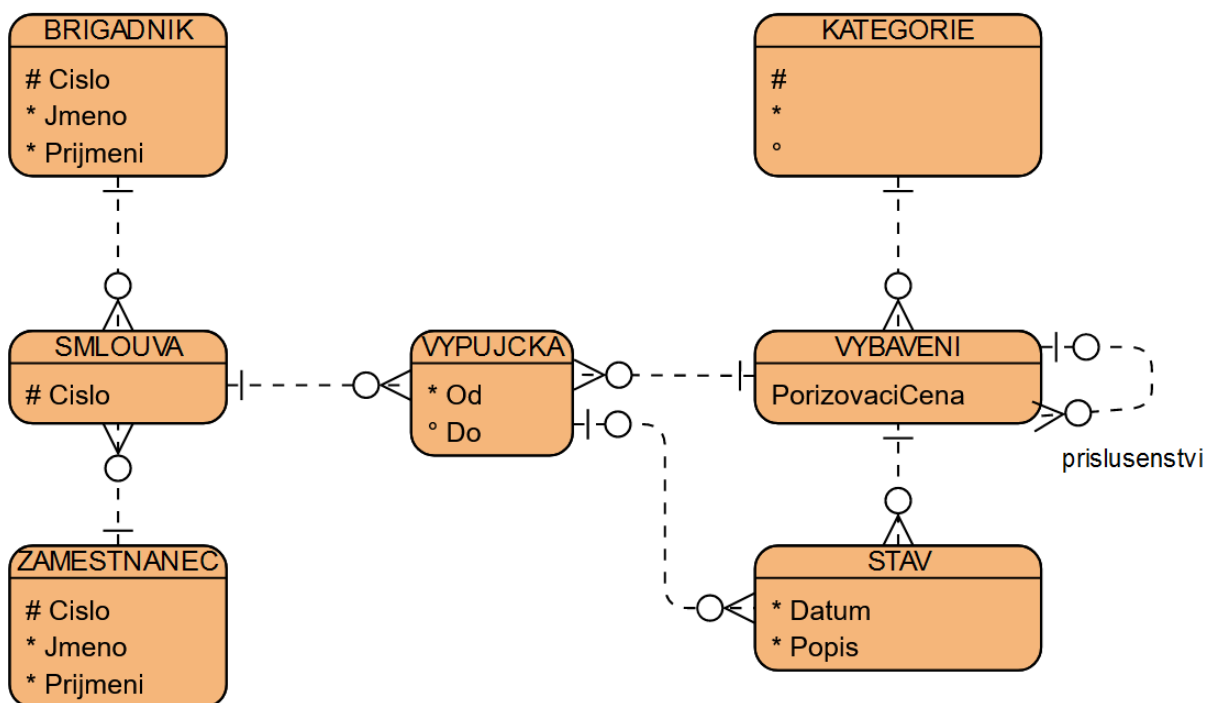 BRIGADNIK
# Cislo
* Jmeno
* Prijmeni
KATEGORIE
#
*
°
SMLOUVA
# Cislo
VYPUJCKA
* Od
° Do
VYBAVENI
PorizovaciCena
prislusenstvi
ZAMESTNANEC
# Cislo
* Jmeno
* Prijmeni
STAV
* Datum
* Popis